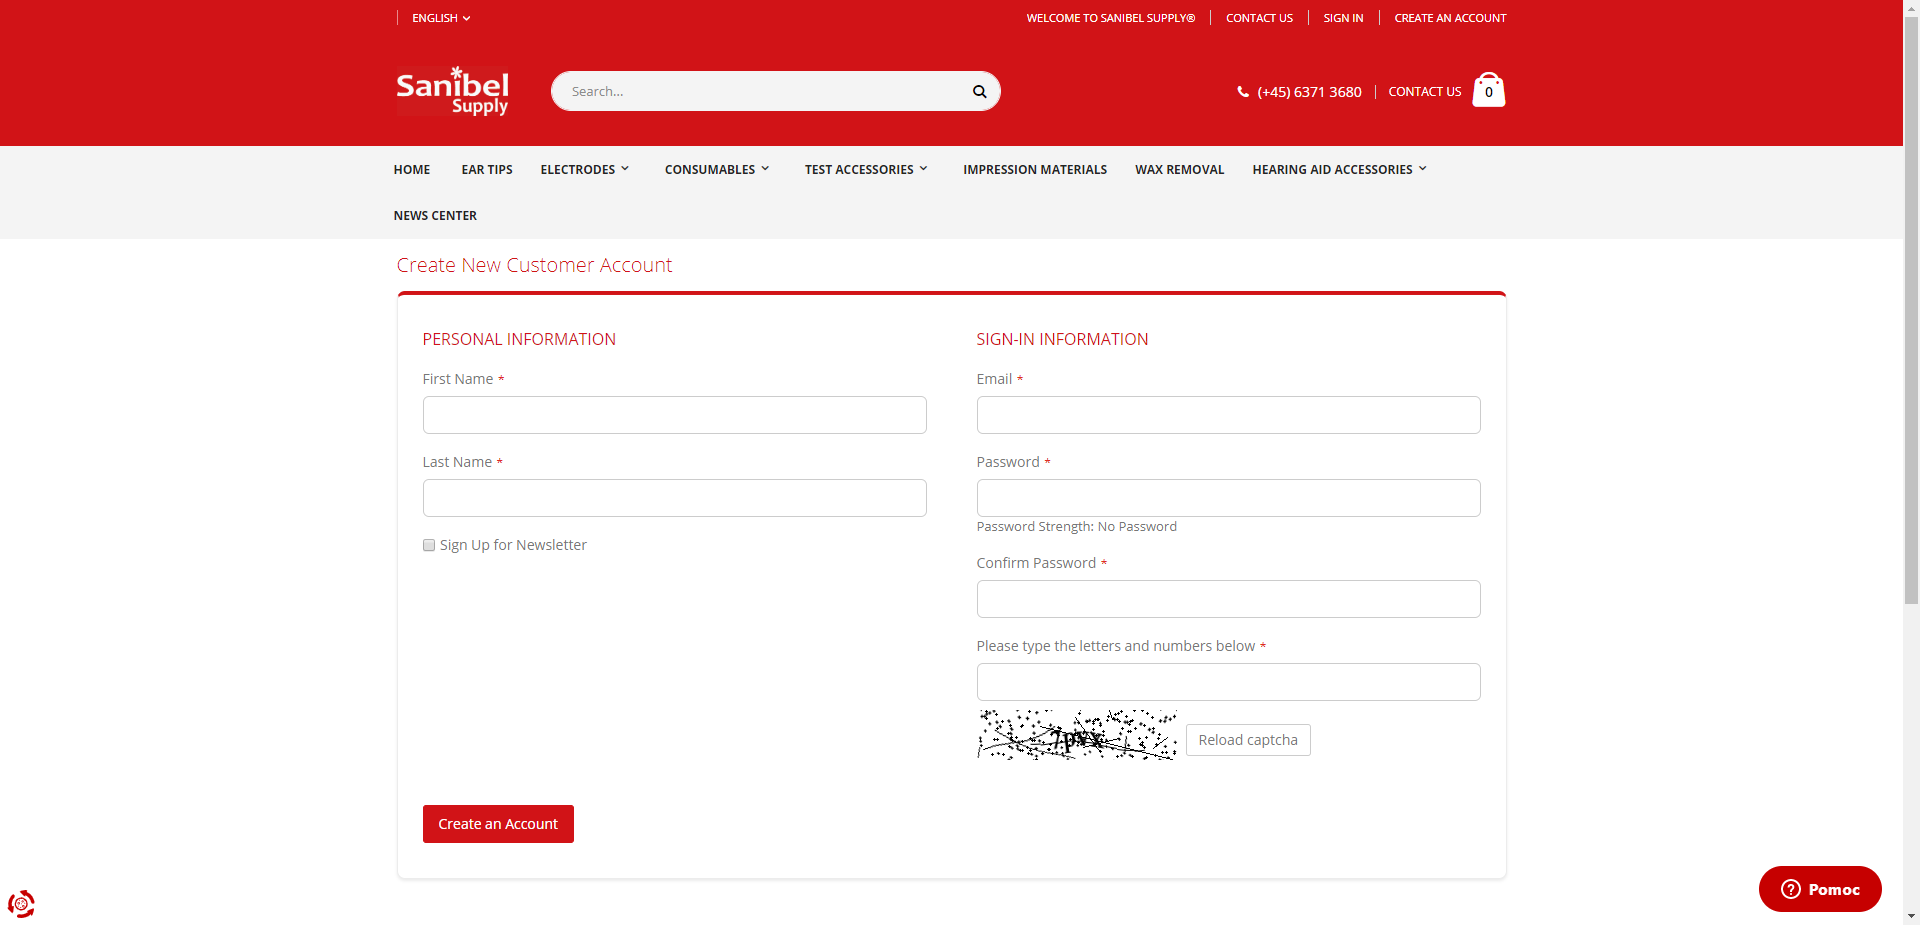 ENGLISH
WELCOME TO SANIBEL SUPPLY®
CONTACT US
SIGN IN
CREATE AN ACCOUNT
Sanibel
Supply
Search...
(+45) 6371 3680
CONTACT US
0
HOME
EAR TIPS
ELECTRODES
CONSUMABLES
TEST ACCESSORIES
IMPRESSION MATERIALS
WAX REMOVAL
HEARING AID ACCESSORIES
NEWS CENTER
Create New Customer Account
PERSONAL INFORMATION
First Name *
Last Name *
Sign Up for Newsletter
SIGN-IN INFORMATION
Email *
Password *
Password Strength: No Password
Confirm Password *
Please type the letters and numbers below *
Reload captcha
Create an Account
Pomoc